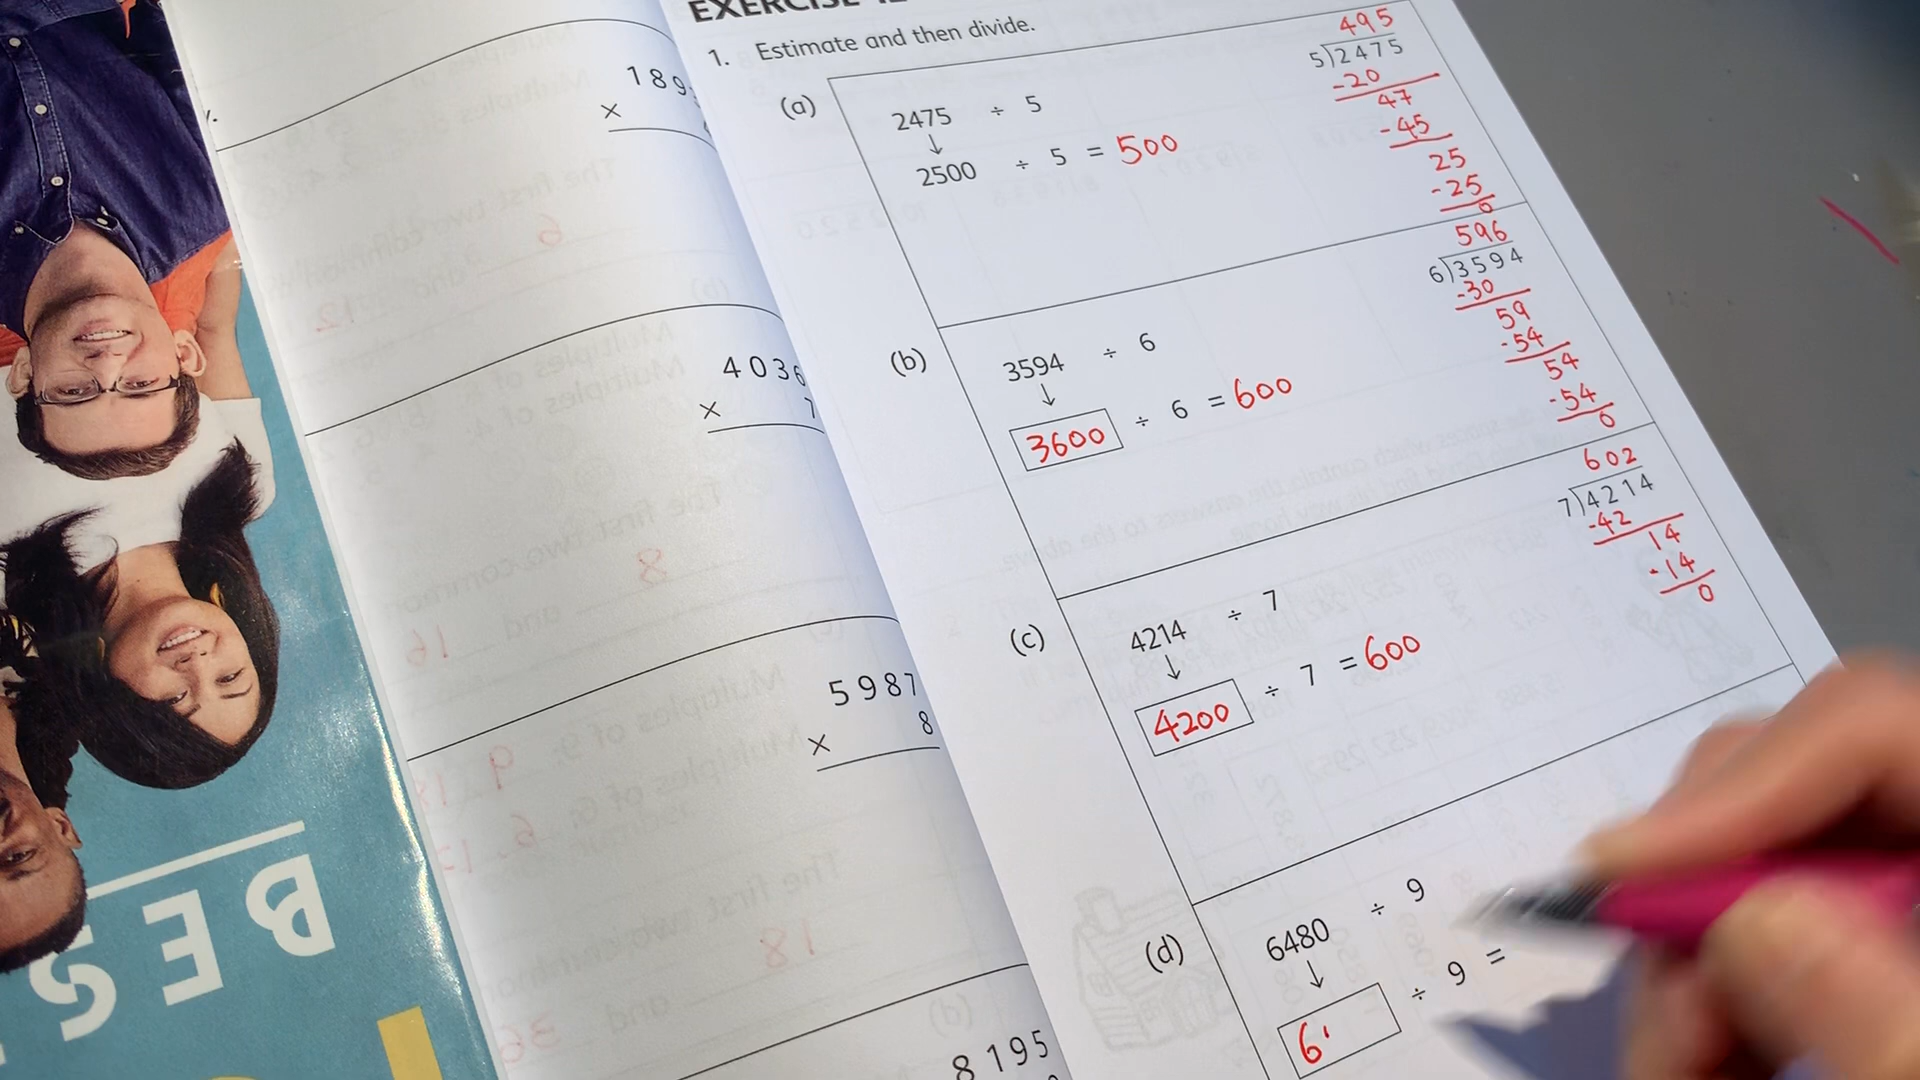 EXERCISE
1. Estimate and then divide.
(a)
2475 ÷ 5
↓
2500 ÷ 5 = 500
495
5)2475
-20
47
-45
25
-25
0
(b)
3594 ÷ 6
↓
3600 ÷ 6 = 600
596
6)3594
-30
59
-54
54
-54
0
(c)
4214 ÷ 7
↓
4200 ÷ 7 = 600
602
7)4214
-42
14
-14
0
(d)
6480 ÷ 9
↓
6 ÷ 9 =
189
×
4036
× 7
5987
× 8
8195
BES